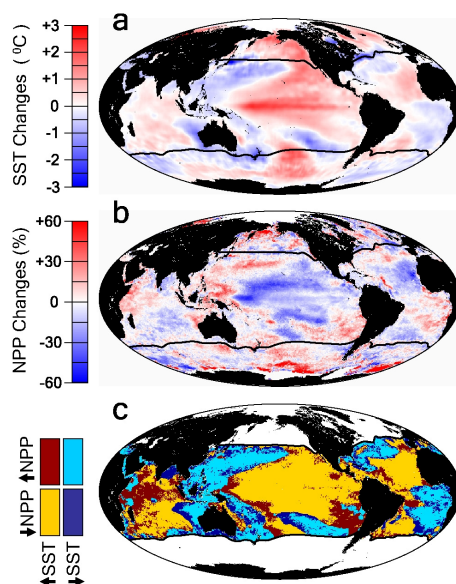 a
SST Changes (⁰C)
+3
+2
+1
0
-1
-2
-3
b
NPP Changes (%)
+60
+30
0
-30
-60
c
↑NPP
↓NPP
↑SST
↓SST